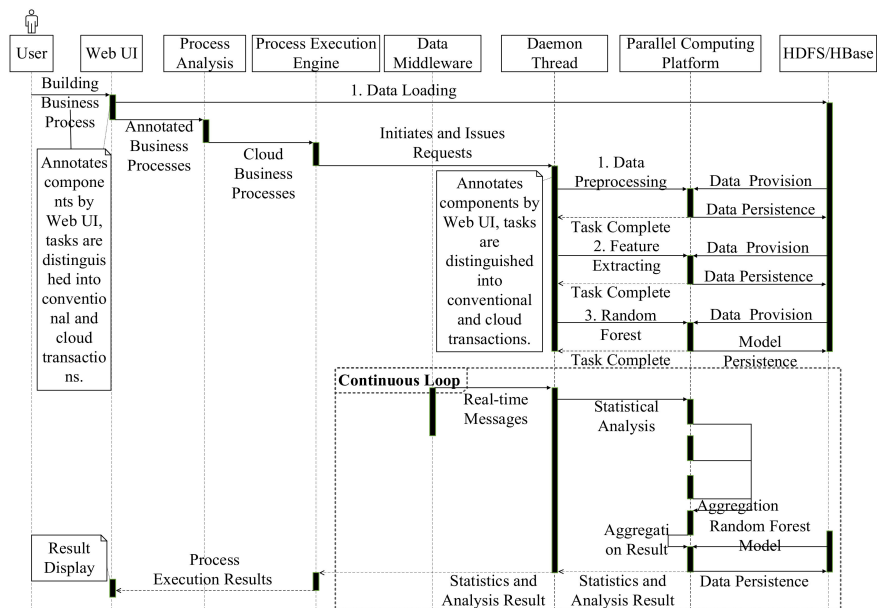 User
Web UI
Process
Analysis
Process Execution
Engine
Data
Middleware
Daemon
Thread
Parallel Computing
Platform
HDFS/HBase
Building
Business
Process
1. Data Loading
Annotated
Business
Processes
Cloud
Business
Processes
Initiates and Issues
Requests
Annotates
compone
nts by
Web UI,
tasks are
distinguis
hed into
conventio
nal and
cloud
transactio
ns.
Annotates
components by
Web UI, tasks
are
distinguished
into
conventional
and cloud
transactions.
1. Data
Preprocessing
Data Provision
Data Persistence
Task Complete
2. Feature
Extracting
Data Provision
Data Persistence
Task Complete
3. Random
Forest
Data Provision
Model
Persistence
Task Complete
Continuous Loop
Real-time
Messages
Statistical
Analysis
Aggregation
Aggregati
on Result
Random Forest
Model
Result
Display
Process
Execution Results
Statistics and
Analysis Result
Statistics and
Analysis Result
Data Persistence